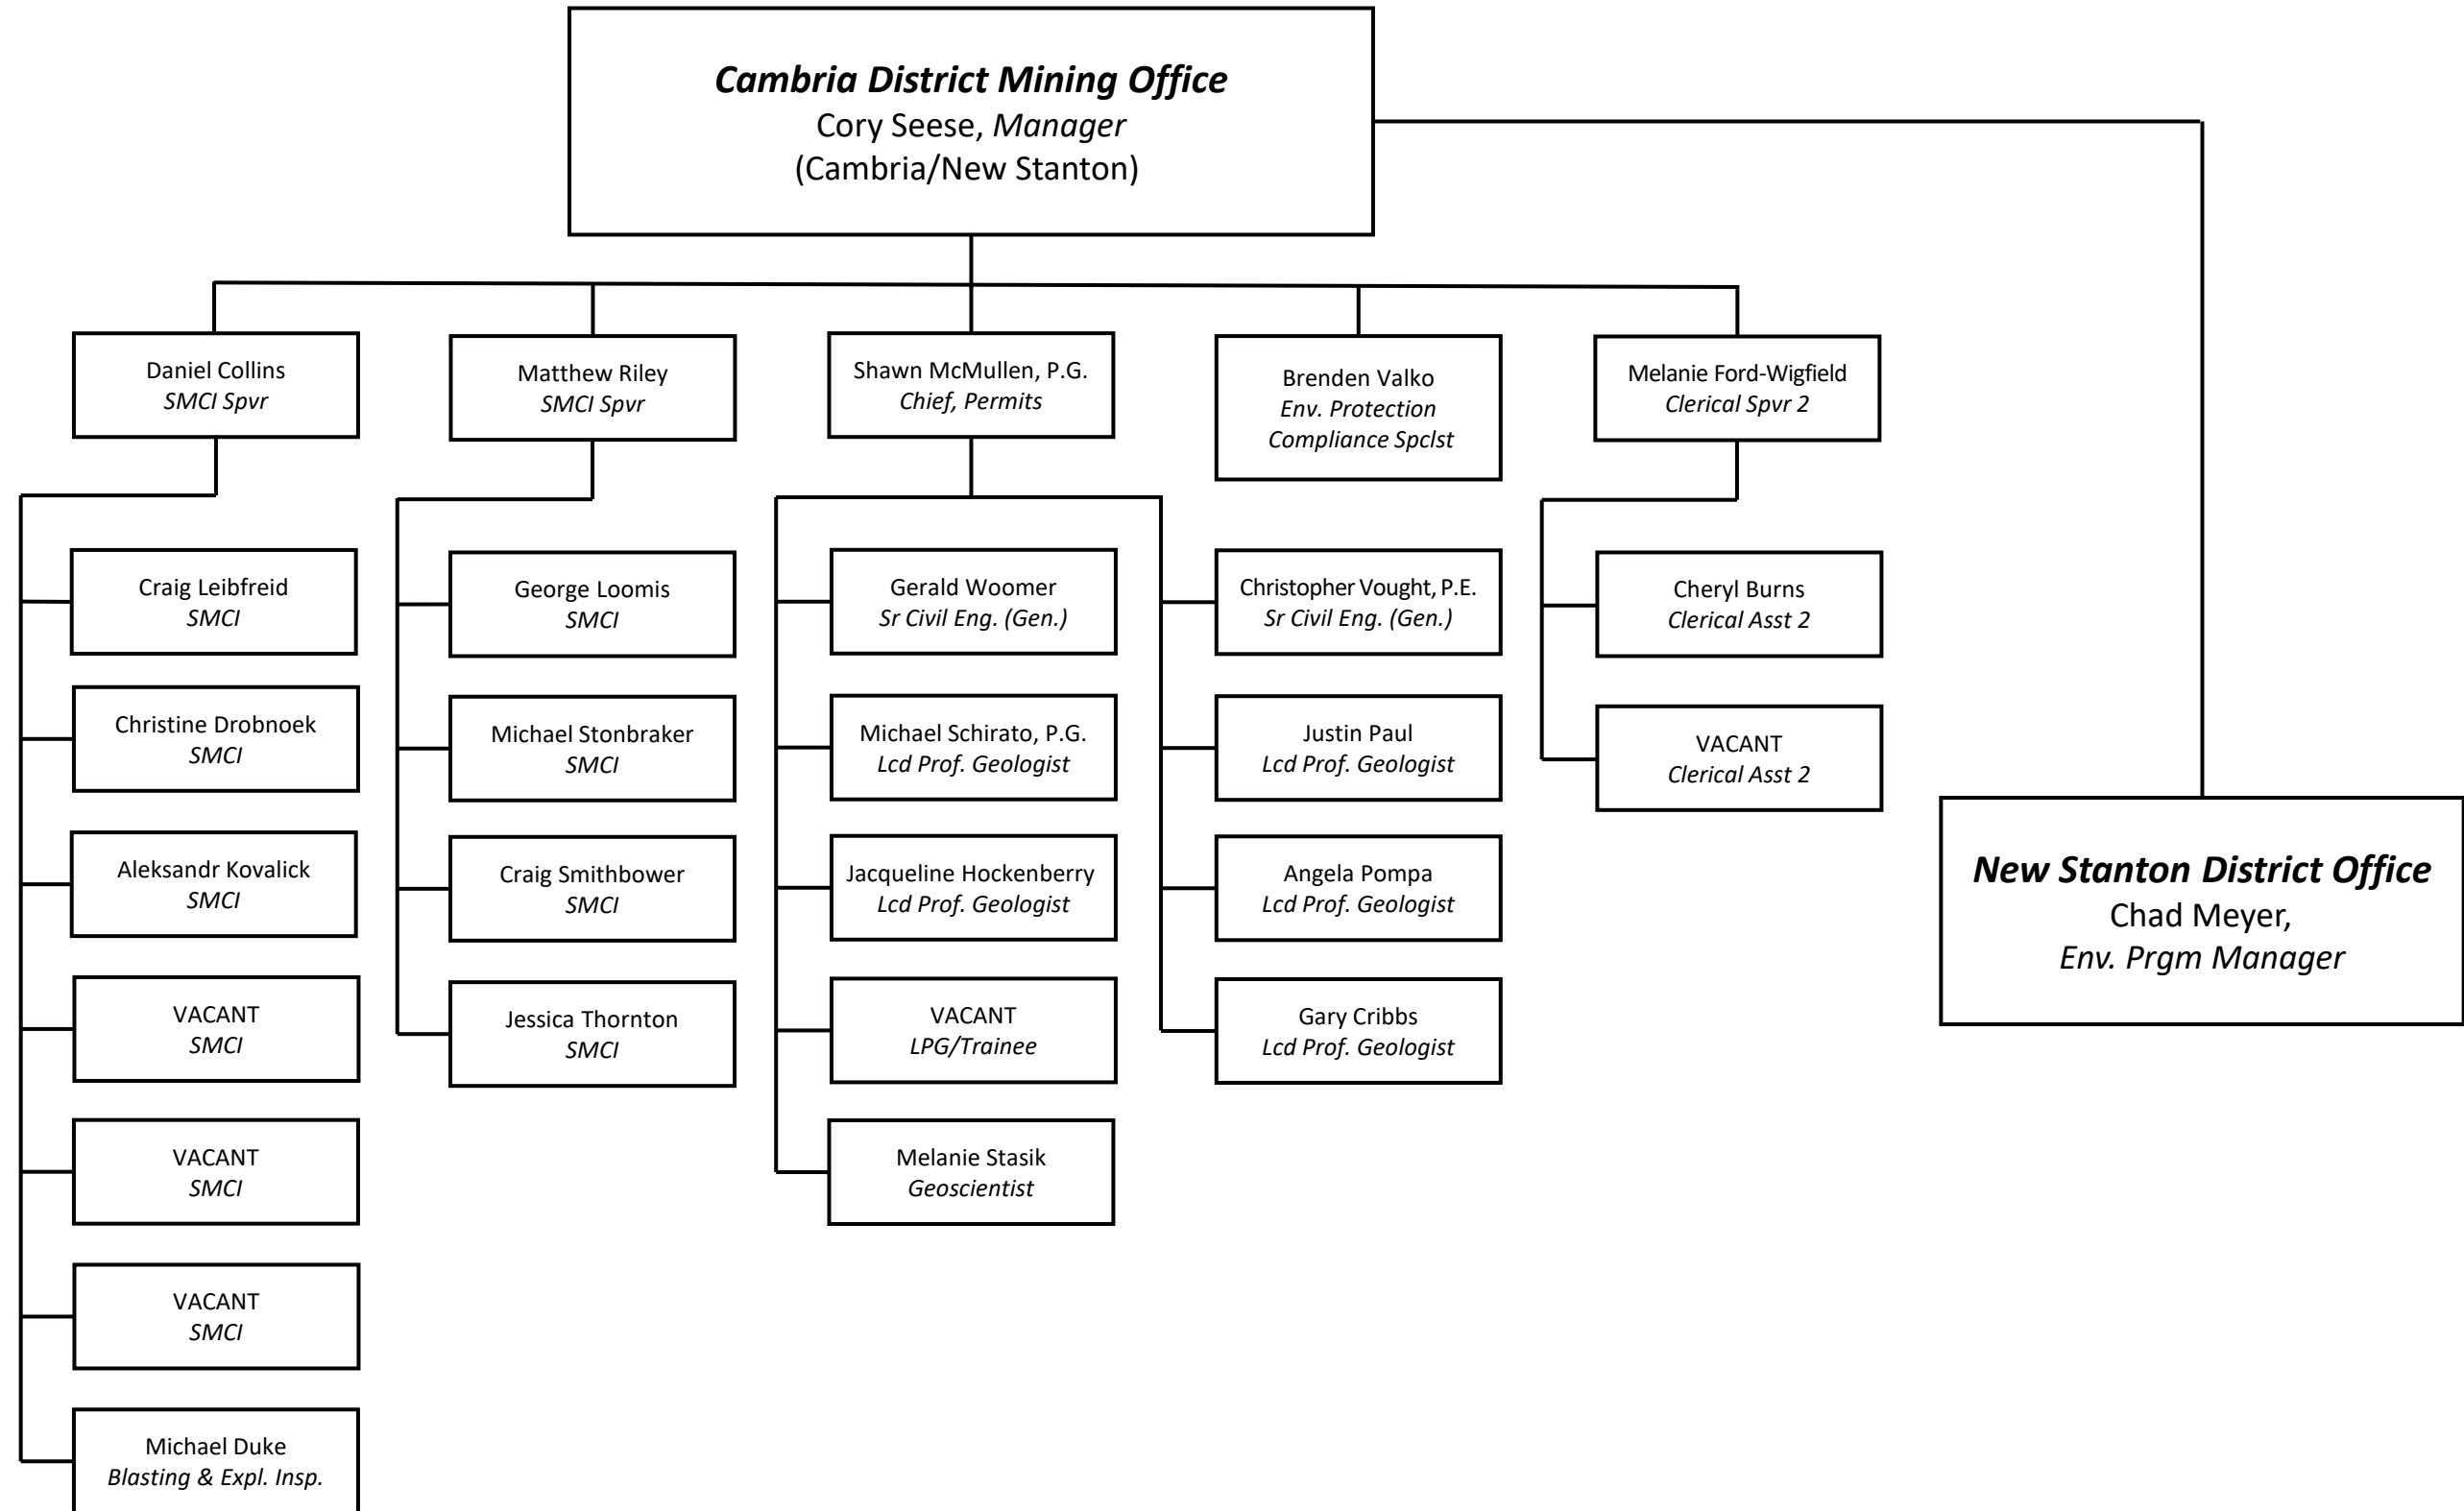 Cambria District Mining Office
Cory Seese, Manager
(Cambria/New Stanton)
Daniel Collins
SMCI Spvr
Matthew Riley
SMCI Spvr
Shawn McMullen, P.G.
Chief, Permits
Brenden Valko
Env. Protection
Compliance Spclst
Melanie Ford-Wigfield
Clerical Spvr 2
Craig Leibfreid
SMCI
Christine Drobnoek
SMCI
Aleksandr Kovalick
SMCI
VACANT
SMCI
VACANT
SMCI
VACANT
SMCI
Michael Duke
Blasting & Expl. Insp.
George Loomis
SMCI
Michael Stonbraker
SMCI
Craig Smithbower
SMCI
Jessica Thornton
SMCI
Gerald Woomer
Sr Civil Eng. (Gen.)
Michael Schirato, P.G.
Lcd Prof. Geologist
Jacqueline Hockenberry
Lcd Prof. Geologist
VACANT
LPG/Trainee
Melanie Stasik
Geoscientist
Christopher Vought, P.E.
Sr Civil Eng. (Gen.)
Justin Paul
Lcd Prof. Geologist
Angela Pompa
Lcd Prof. Geologist
Gary Cribbs
Lcd Prof. Geologist
Cheryl Burns
Clerical Asst 2
VACANT
Clerical Asst 2
New Stanton District Office
Chad Meyer,
Env. Prgm Manager